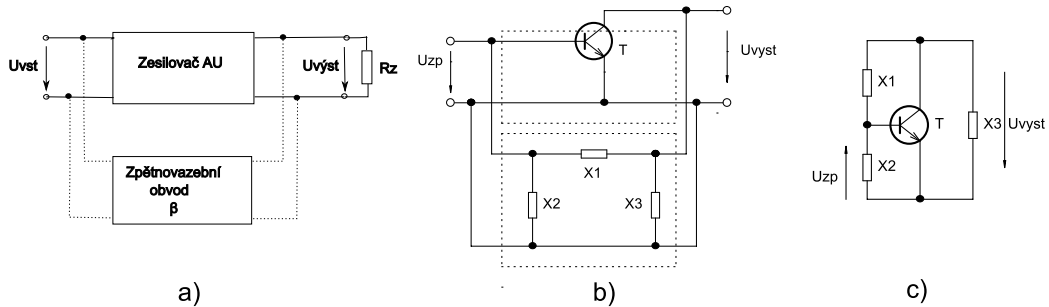 Uvst
Zesilovač AU
Uvýst
Rz
Zpětnovazební
obvod
β
a)
Uzp
T
Uvyst
X1
X2
X3
b)
X1
T
X3
Uvyst
X2
Uzp
c)